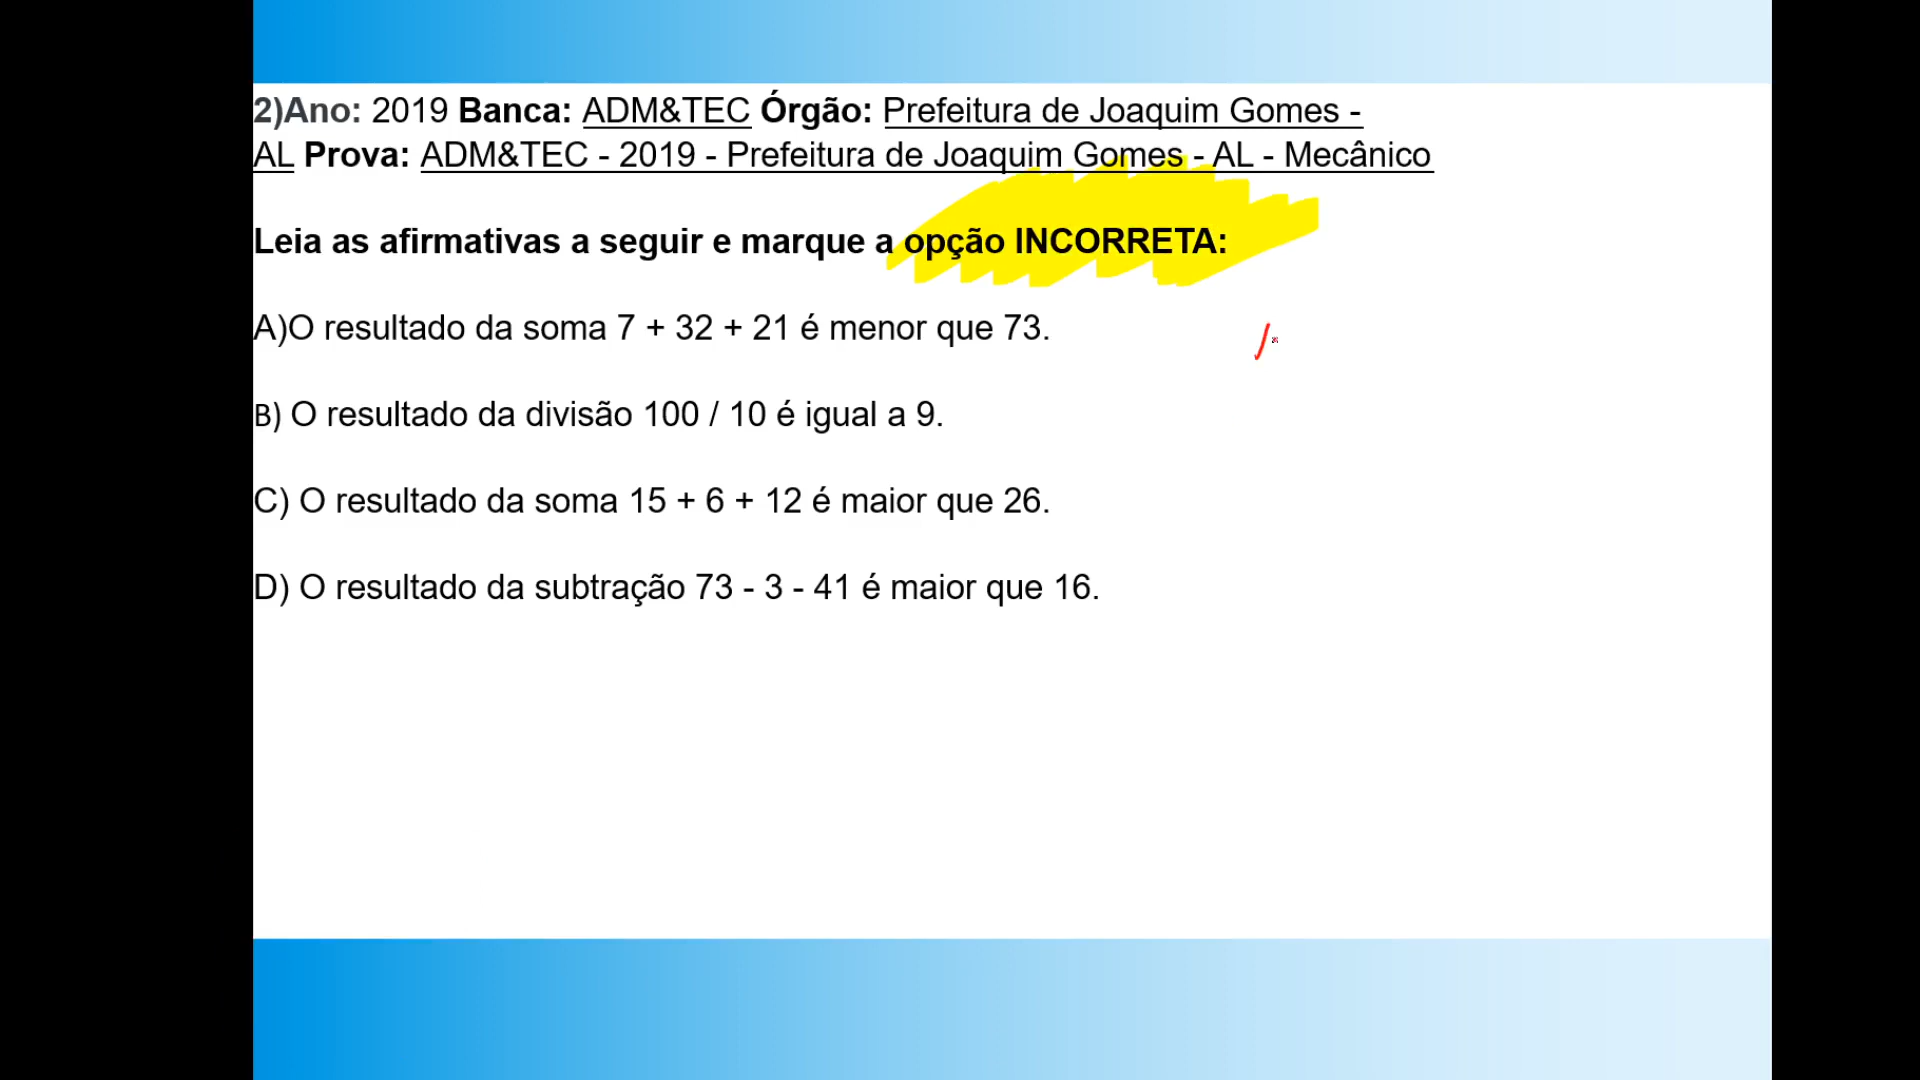 2)Ano: 2019 Banca: ADM&TEC Órgão: Prefeitura de Joaquim Gomes -
AL Prova: ADM&TEC - 2019 - Prefeitura de Joaquim Gomes - AL - Mecânico
Leia as afirmativas a seguir e marque a opção INCORRETA:
A)O resultado da soma 7 + 32 + 21 é menor que 73.
B) O resultado da divisão 100 / 10 é igual a 9.
C) O resultado da soma 15 + 6 + 12 é maior que 26.
D) O resultado da subtração 73 - 3 - 41 é maior que 16.